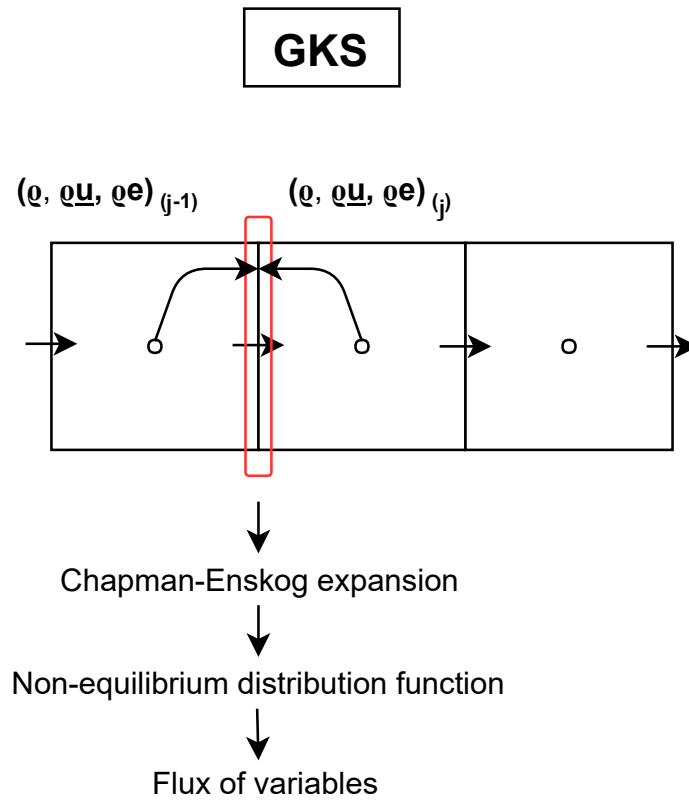 GKS
(ϱ, ϱu, ϱe) (j-1)
(ϱ, ϱu, ϱe) (j)
Chapman-Enskog expansion
Non-equilibrium distribution function
Flux of variables